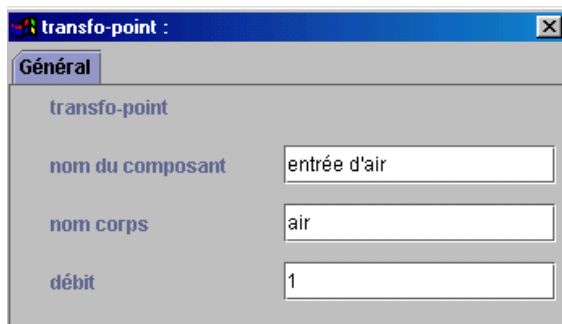 transfo-point :
Général
transfo-point
nom du composant entrée d'air
nom corps air
débit 1